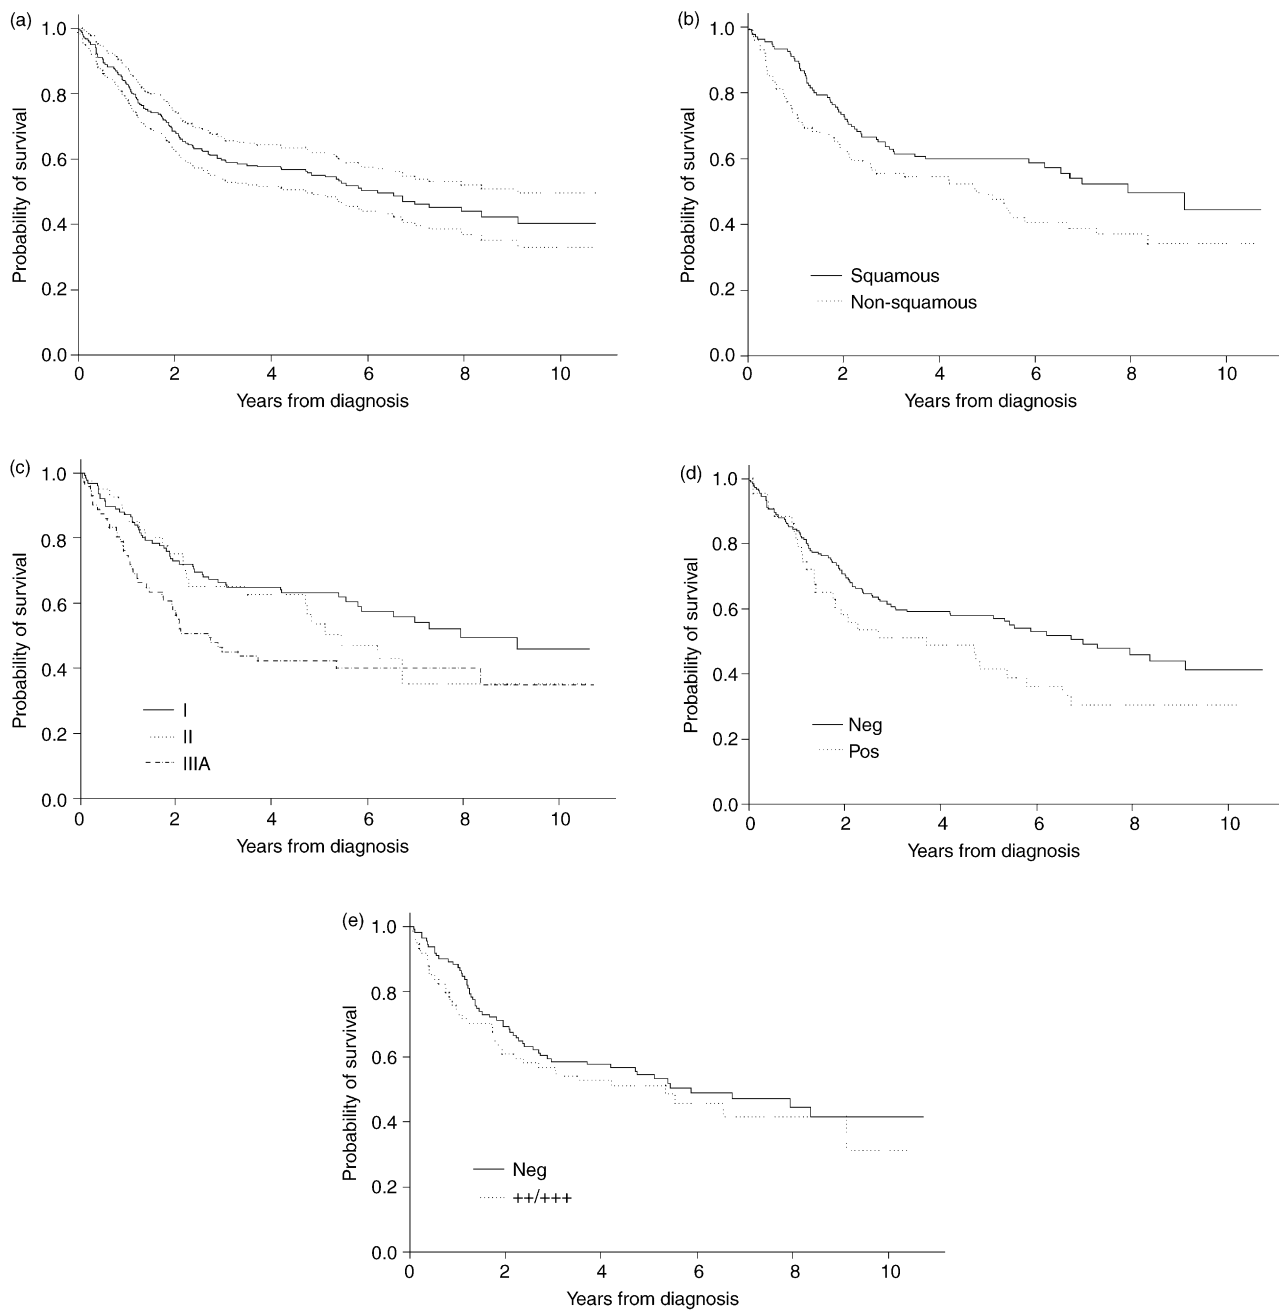 (a)
Probability of survival
1.0
0.8
0.6
0.4
0.2
0.0
0 2 4 6 8 10
Years from diagnosis
(b)
Probability of survival
1.0
0.8
0.6
0.4
0.2
0.0
Squamous
Non-squamous
0 2 4 6 8 10
Years from diagnosis
(c)
Probability of survival
1.0
0.8
0.6
0.4
0.2
0.0
I
II
IIIA
0 2 4 6 8 10
Years from diagnosis
(d)
Probability of survival
1.0
0.8
0.6
0.4
0.2
0.0
Neg
Pos
0 2 4 6 8 10
Years from diagnosis
(e)
Probability of survival
1.0
0.8
0.6
0.4
0.2
0.0
Neg
++/+++
0 2 4 6 8 10
Years from diagnosis